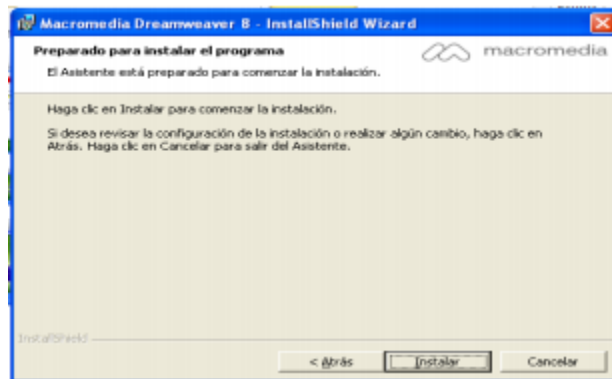 Macromedia Dreamweaver 8 - InstallShield Wizard
Preparado para instalar el programa
macromedia
El Asistente está preparado para comenzar la instalación.
Haga clic en Instalar para comenzar la instalación.
Si desea revisar la configuración de la instalación o realizar algún cambio, haga clic en
Atrás. Haga clic en Cancelar para salir del Asistente.
InstallShield
< Atrás
Instalar
Cancelar